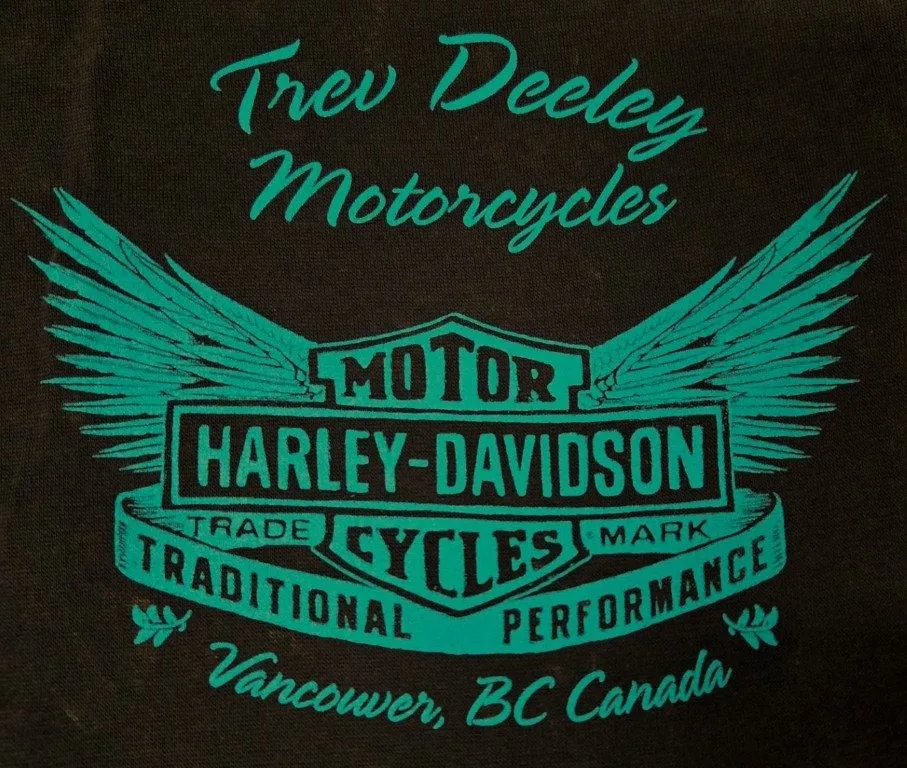 Trev Deeley
Motorcycles
MOTOR
HARLEY-DAVIDSON
TRADE MARK
CYCLES
TRADITIONAL PERFORMANCE
Vancouver, BC Canada